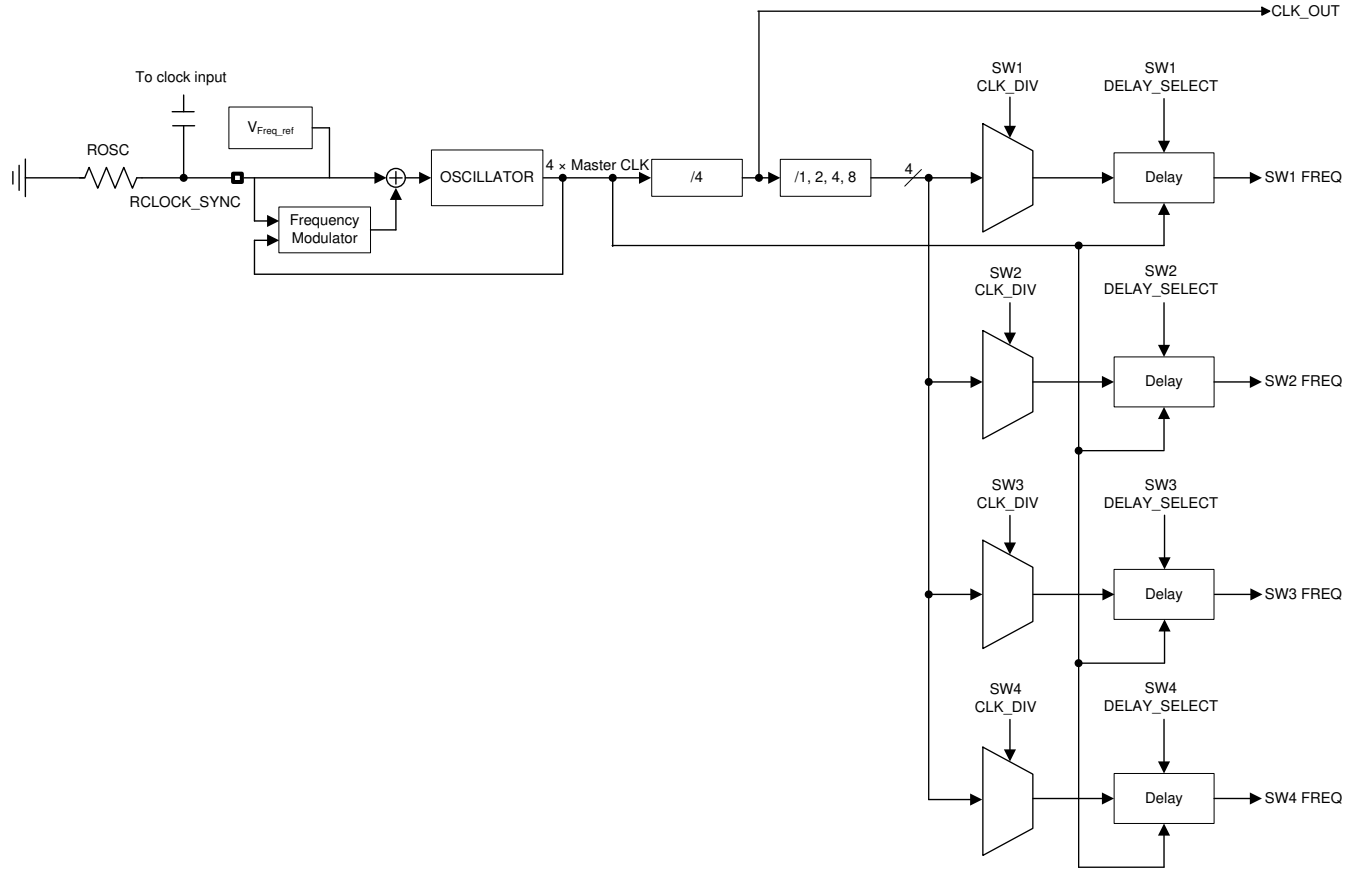 CLK_OUT
To clock input
SW1
CLK_DIV
SW1
DELAY_SELECT
VFreq_ref
ROSC
RCLOCK_SYNC
OSCILLATOR
4 × Master CLK
/4
/1, 2, 4, 8
4
Delay
SW1 FREQ
Frequency
Modulator
SW2
CLK_DIV
SW2
DELAY_SELECT
Delay
SW2 FREQ
SW3
CLK_DIV
SW3
DELAY_SELECT
Delay
SW3 FREQ
SW4
CLK_DIV
SW4
DELAY_SELECT
Delay
SW4 FREQ